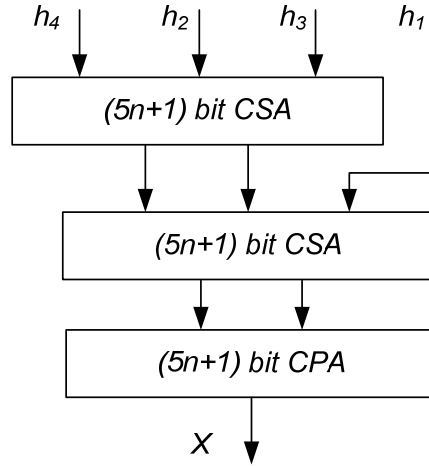 h4 h2 h3 h1
(5n+1) bit CSA
(5n+1) bit CSA
(5n+1) bit CPA
X